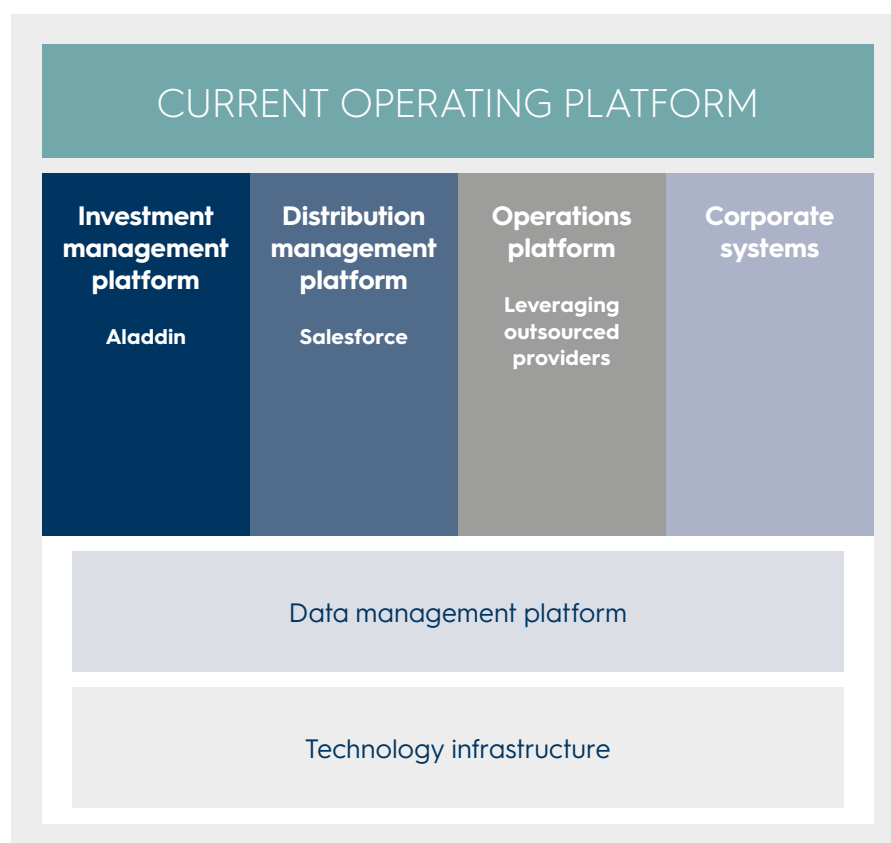 CURRENT OPERATING PLATFORM
Investment
management
platform
Aladdin
Distribution
management
platform
Salesforce
Operations
platform
Leveraging
outsourced
providers
Corporate
systems
Data management platform
Technology infrastructure